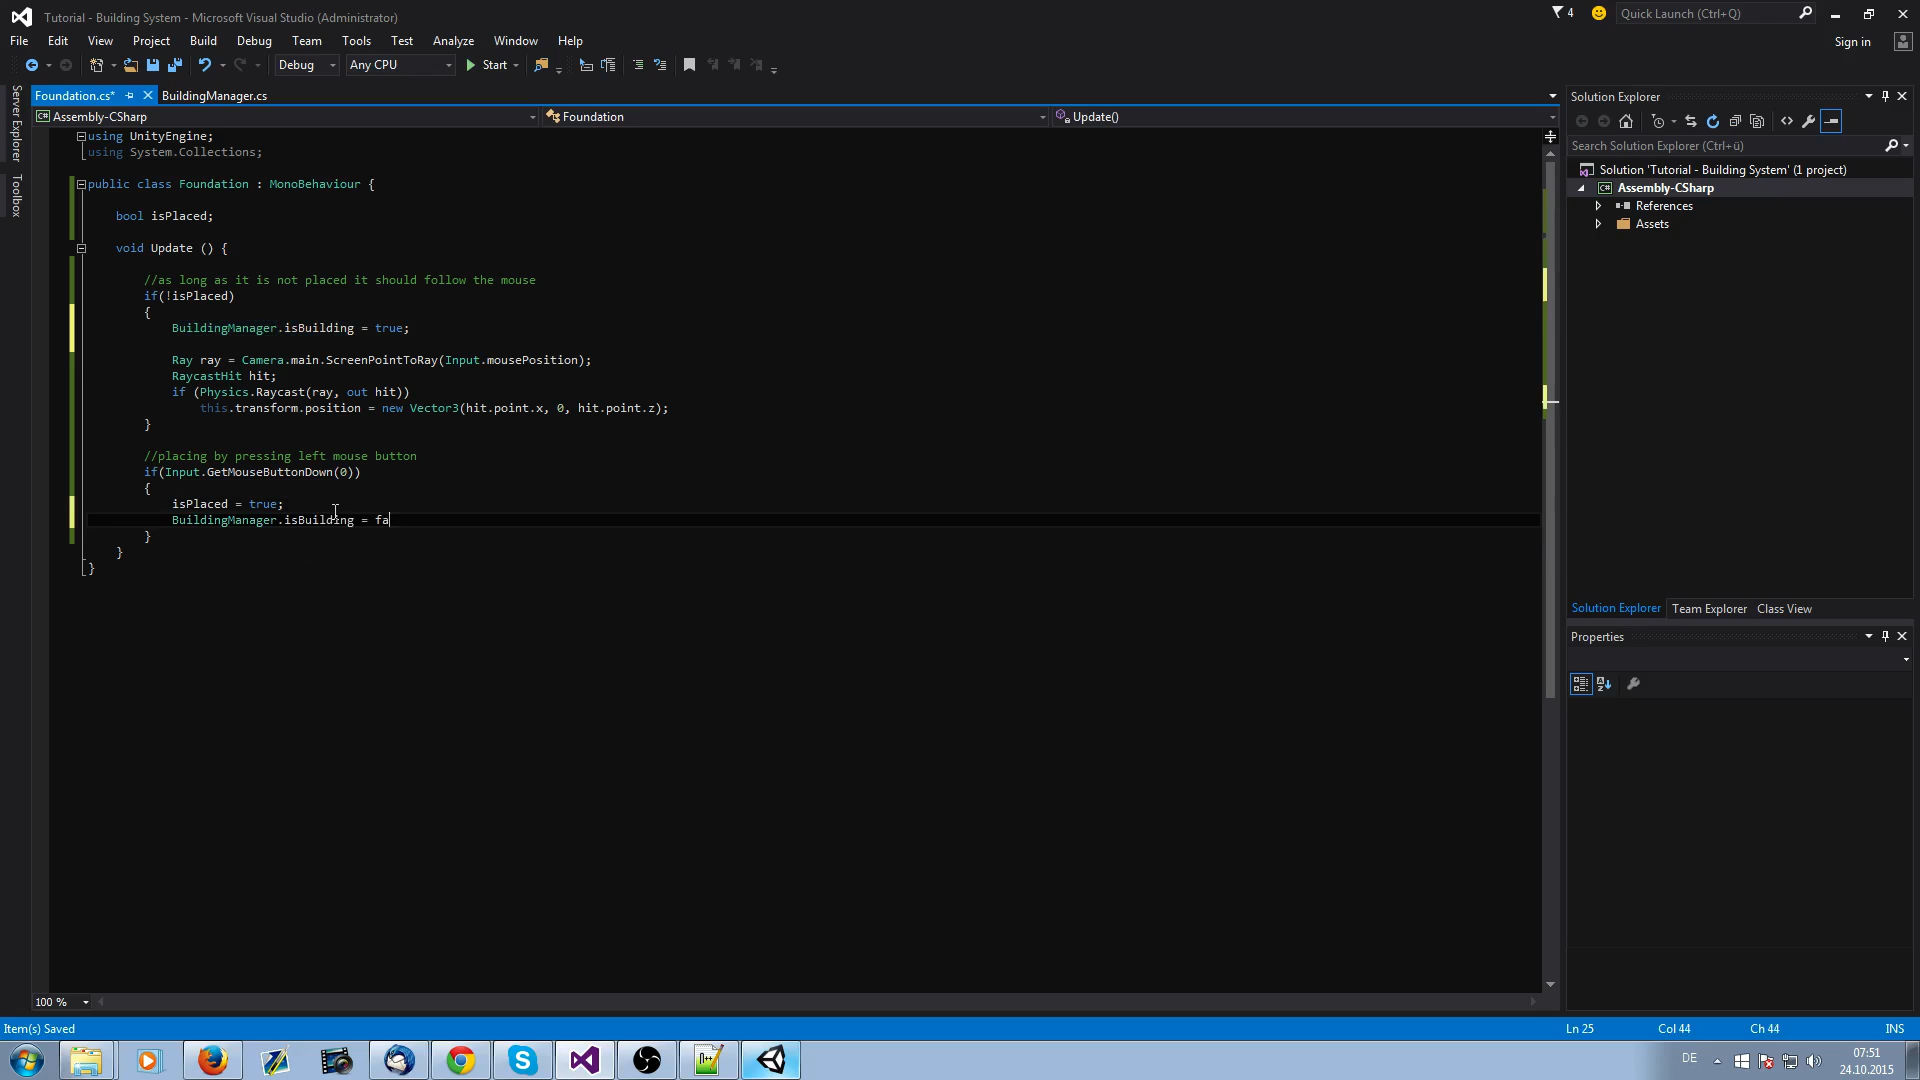 Tutorial - Building System - Microsoft Visual Studio (Administrator)
4
Quick Launch (Ctrl+Q)
File Edit View Project Build Debug Team Tools Test Analyze Window Help
Sign in
Debug
Any CPU
Start
Server Explorer
Toolbox
Foundation.cs*
BuildingManager.cs
C# Assembly-CSharp
Foundation
Update()
using UnityEngine;
using System.Collections;
public class Foundation : MonoBehaviour {
bool isPlaced;
void Update () {
//as long as it is not placed it should follow the mouse
if(!isPlaced)
{
BuildingManager.isBuilding = true;
Ray ray = Camera.main.ScreenPointToRay(Input.mousePosition);
RaycastHit hit;
if (Physics.Raycast(ray, out hit))
this.transform.position = new Vector3(hit.point.x, 0, hit.point.z);
}
//placing by pressing left mouse button
if(Input.GetMouseButtonDown(0))
{
isPlaced = true;
BuildingManager.isBuilding = fa
}
}
}
100 %
Solution Explorer
Search Solution Explorer (Ctrl+ü)
Solution 'Tutorial - Building System' (1 project)
C# Assembly-CSharp
References
Assets
Solution Explorer Team Explorer Class View
Properties
Item(s) Saved
Ln 25
Col 44
Ch 44
INS
DE
07:51
24.10.2015